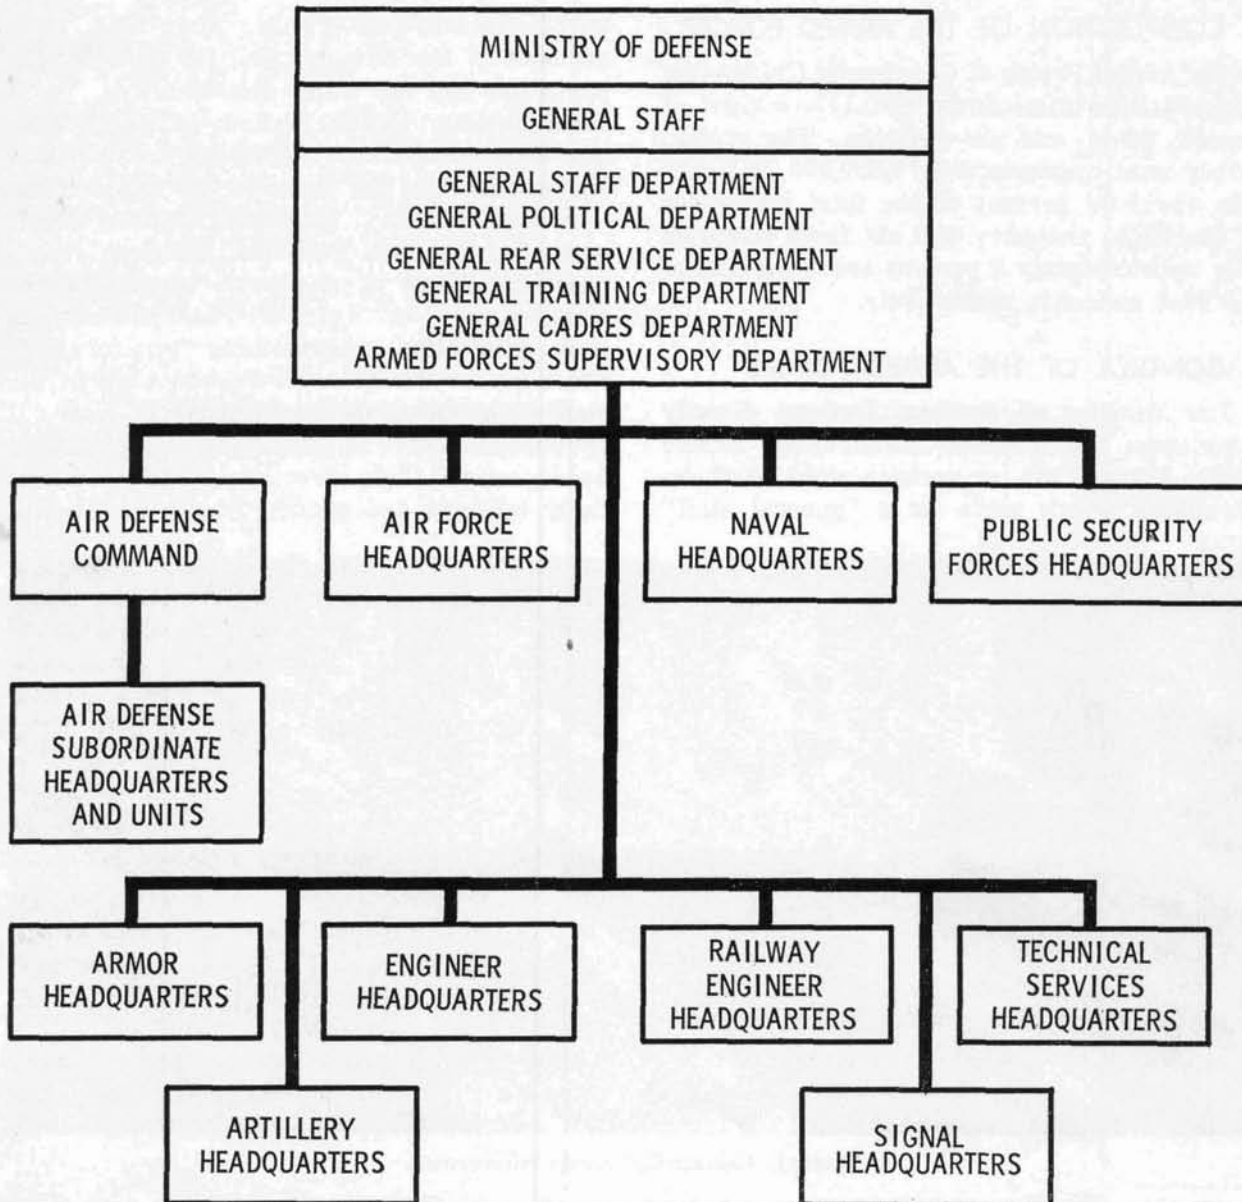 MINISTRY OF DEFENSE
GENERAL STAFF
GENERAL STAFF DEPARTMENT
GENERAL POLITICAL DEPARTMENT
GENERAL REAR SERVICE DEPARTMENT
GENERAL TRAINING DEPARTMENT
GENERAL CADRES DEPARTMENT
ARMED FORCES SUPERVISORY DEPARTMENT
AIR DEFENSE
COMMAND
AIR FORCE
HEADQUARTERS
NAVAL
HEADQUARTERS
PUBLIC SECURITY
FORCES HEADQUARTERS
AIR DEFENSE
SUBORDINATE
HEADQUARTERS
AND UNITS
ARMOR
HEADQUARTERS
ENGINEER
HEADQUARTERS
RAILWAY
ENGINEER
HEADQUARTERS
TECHNICAL
SERVICES
HEADQUARTERS
ARTILLERY
HEADQUARTERS
SIGNAL
HEADQUARTERS